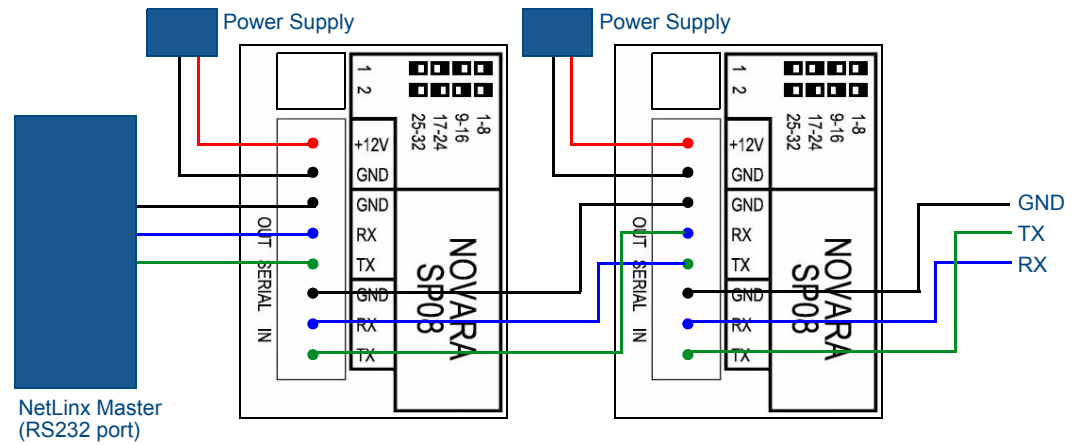 Power Supply
Power Supply
1
2
25-32
17-24
9-16
1-8
+12V
GND
GND
RX
TX
GND
RX
TX
OUT SERIAL IN
NOVARA
SP08
1
2
25-32
17-24
9-16
1-8
+12V
GND
GND
RX
TX
GND
RX
TX
OUT SERIAL IN
NOVARA
SP08
GND
TX
RX
NetLinx Master
(RS232 port)